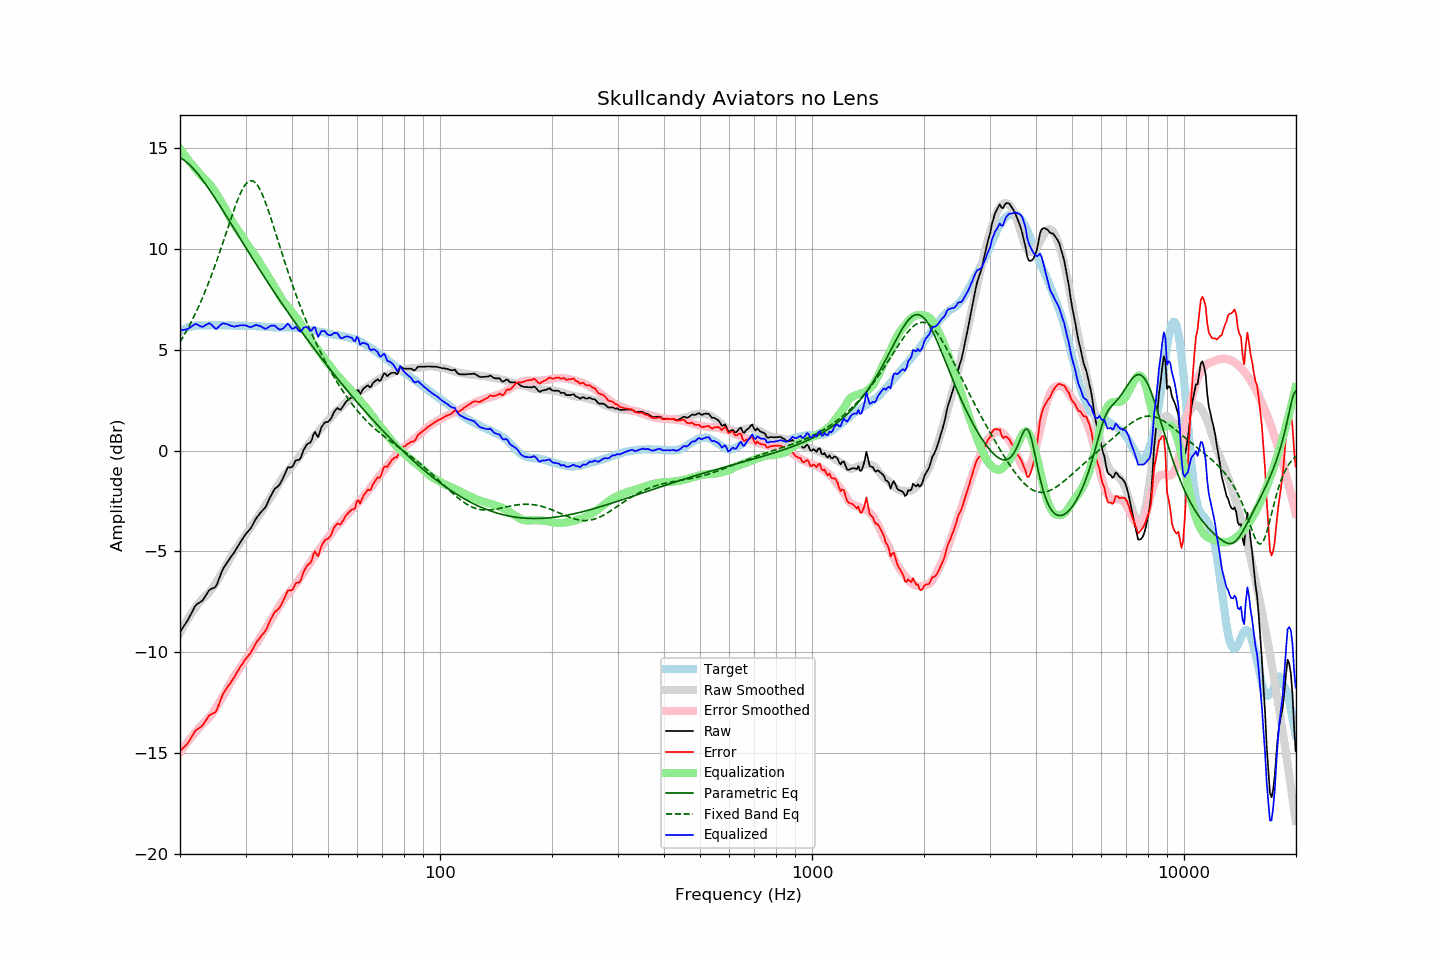 Skullcandy Aviators no Lens
Amplitude (dBr)
15
10
5
0
−5
−10
−15
−20
Target
Raw Smoothed
Error Smoothed
Raw
Error
Equalization
Parametric Eq
Fixed Band Eq
Equalized
100
1000
10000
Frequency (Hz)